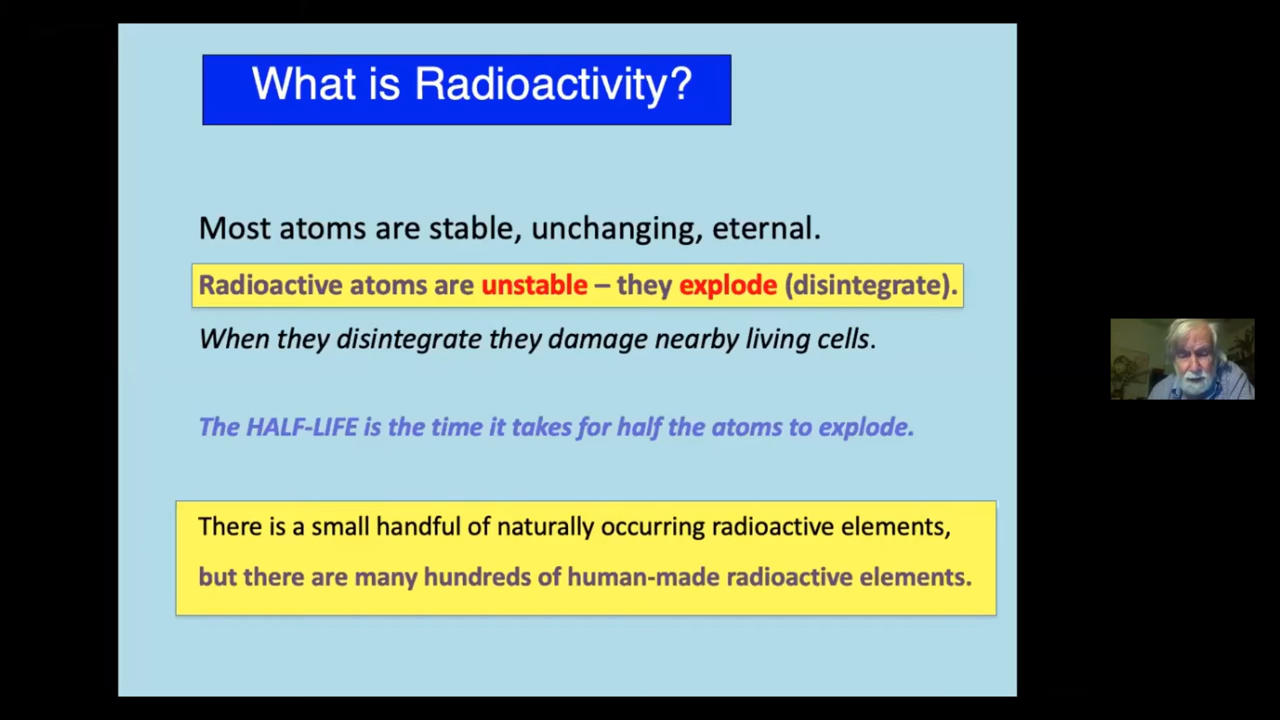 What is Radioactivity?
Most atoms are stable, unchanging, eternal.
Radioactive atoms are unstable – they explode (disintegrate).
When they disintegrate they damage nearby living cells.
The HALF-LIFE is the time it takes for half the atoms to explode.
There is a small handful of naturally occurring radioactive elements,
but there are many hundreds of human-made radioactive elements.